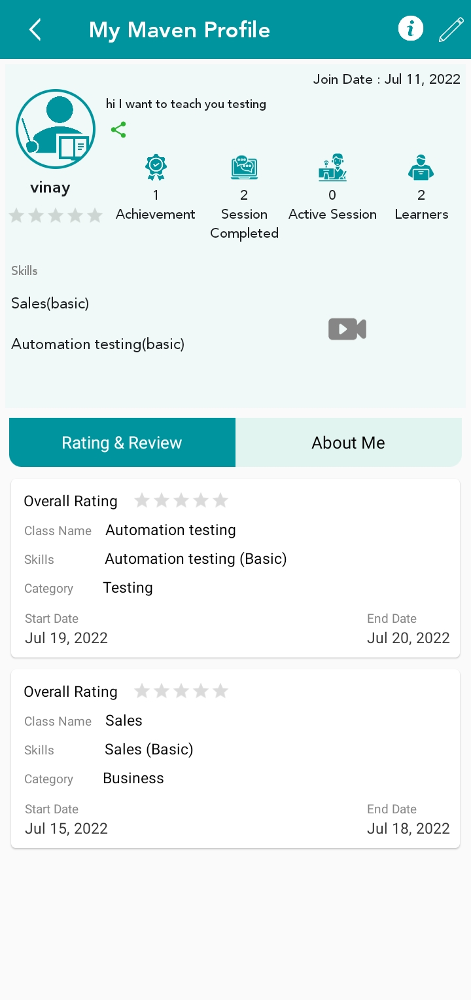 My Maven Profile
Join Date : Jul 11, 2022
hi I want to teach you testing
vinay
1
Achievement
2
Session
Completed
0
Active Session
2
Learners
Skills
Sales(basic)
Automation testing(basic)
Rating & Review
About Me
Overall Rating
Class Name Automation testing
Skills Automation testing (Basic)
Category Testing
Start Date End Date
Jul 19, 2022 Jul 20, 2022
Overall Rating
Class Name Sales
Skills Sales (Basic)
Category Business
Start Date End Date
Jul 15, 2022 Jul 18, 2022